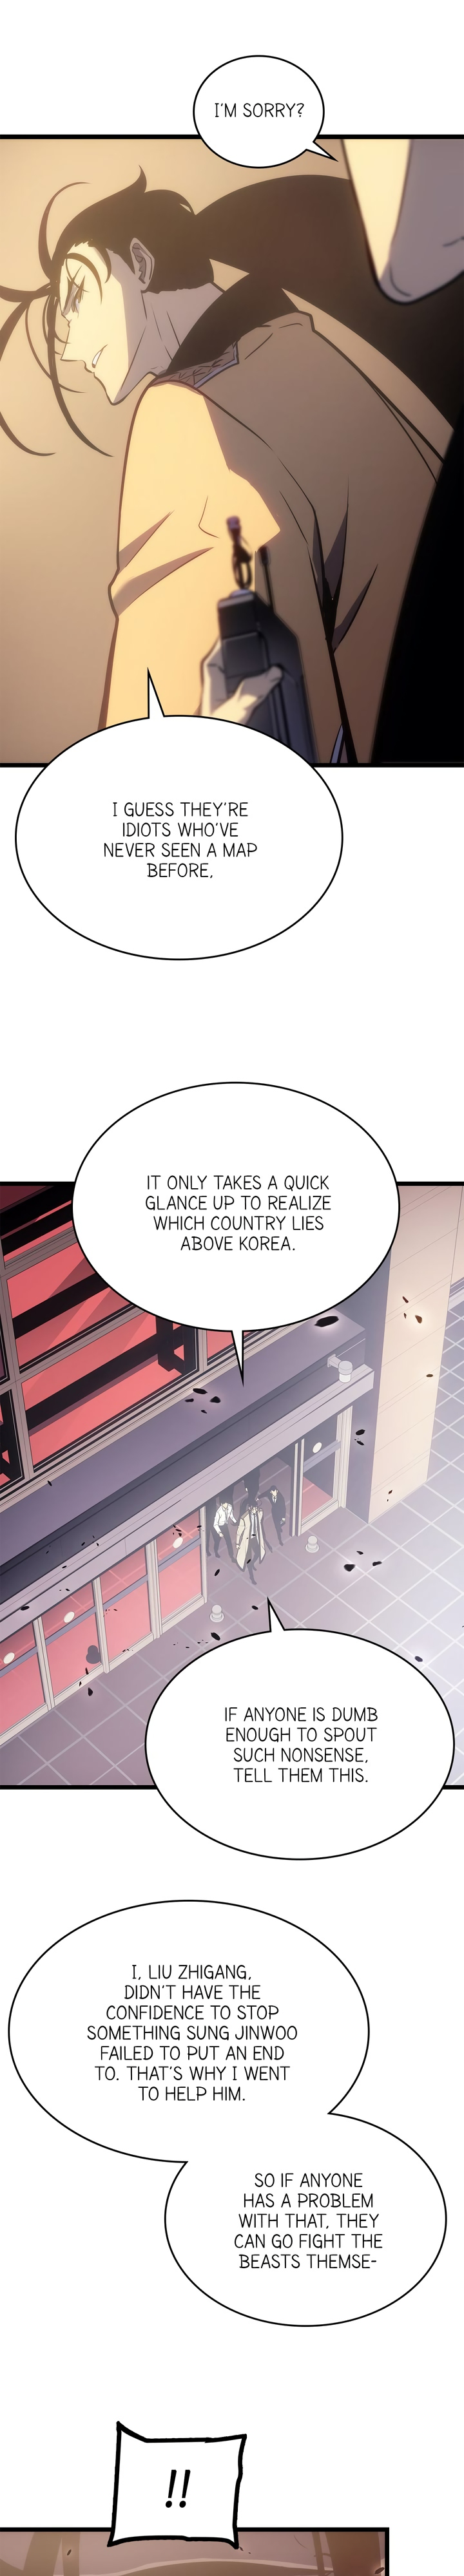 I'M SORRY?
I GUESS THEY'RE
IDIOTS WHO'VE
NEVER SEEN A MAP
BEFORE,
IT ONLY TAKES A QUICK
GLANCE UP TO REALIZE
WHICH COUNTRY LIES
ABOVE KOREA.
IF ANYONE IS DUMB
ENOUGH TO SPOUT
SUCH NONSENSE,
TELL THEM THIS.
I, LIU ZHIGANG,
DIDN'T HAVE THE
CONFIDENCE TO STOP
SOMETHING SUNG JINWOO
FAILED TO PUT AN END
TO. THAT'S WHY I WENT
TO HELP HIM.
SO IF ANYONE
HAS A PROBLEM
WITH THAT, THEY
CAN GO FIGHT THE
BEASTS THEMSE-
!!